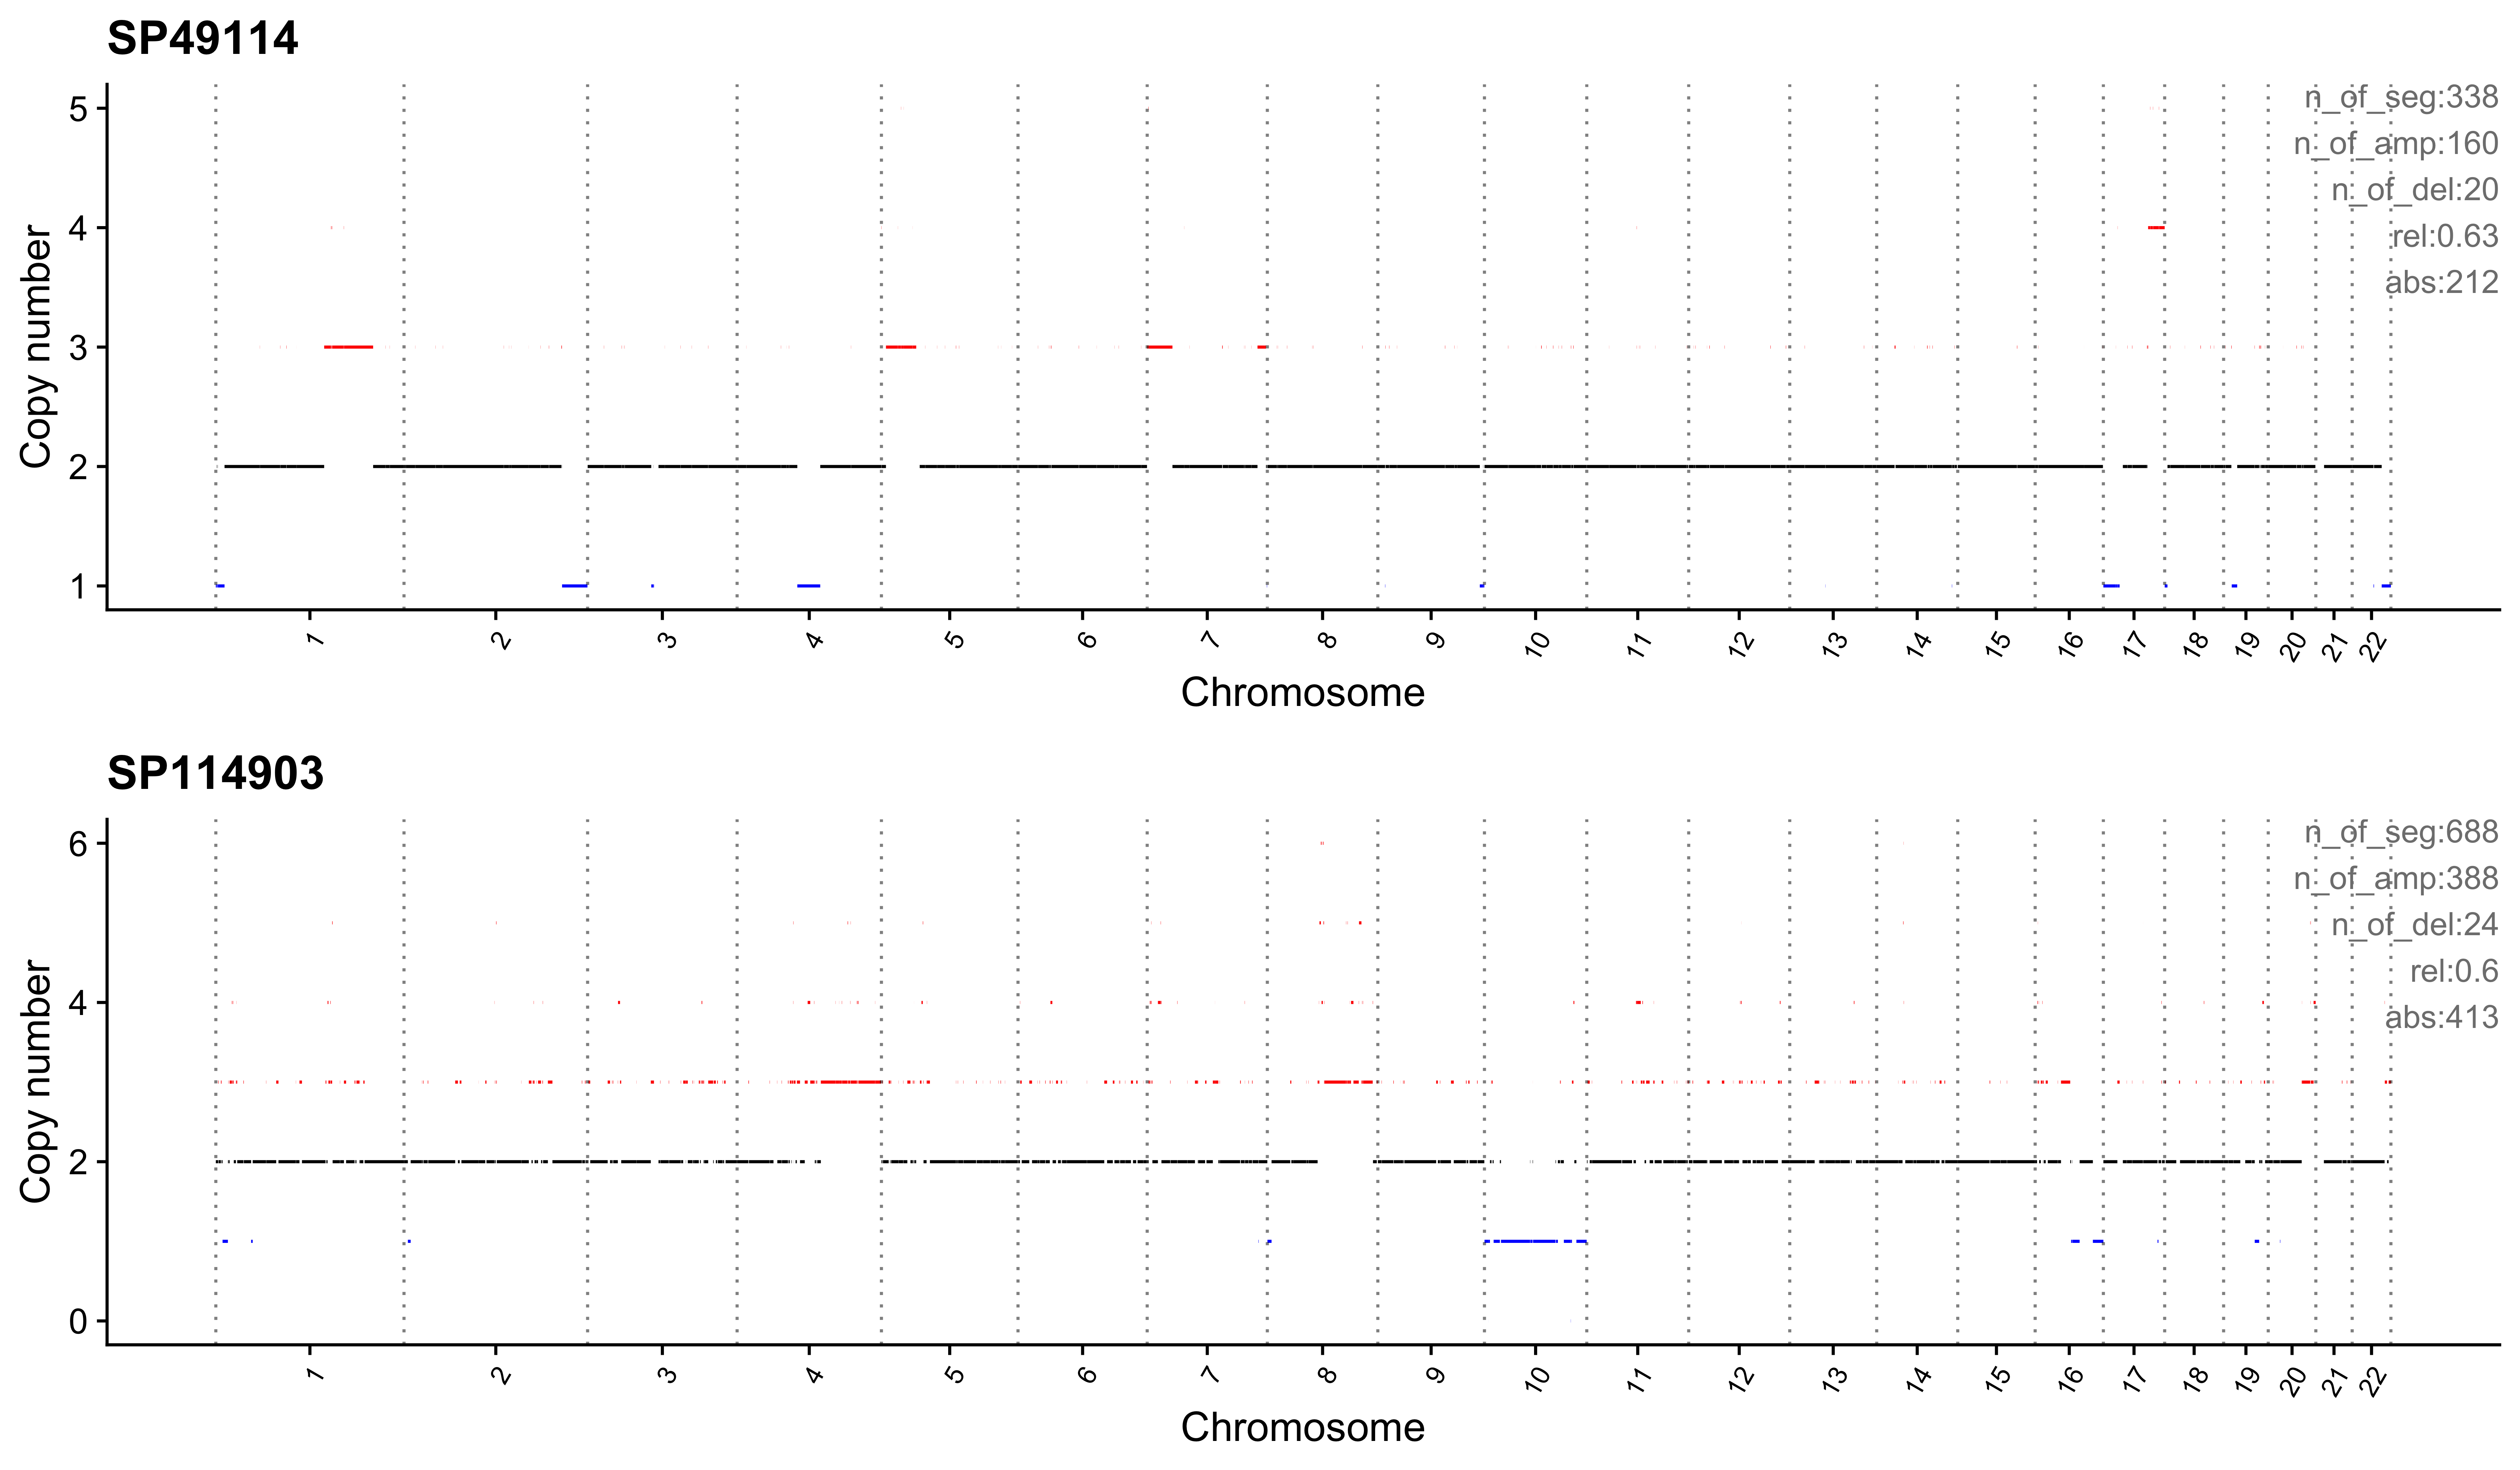 SP49114
n_of_seg:338
n_of_amp:160
n_of_del:20
rel:0.63
abs:212
5
4
3
2
1
Copy number
1 2 3 4 5 6 7 8 9 10 11 12 13 14 15 16 17 18 19 20 21 22
Chromosome
SP114903
n_of_seg:688
n_of_amp:388
n_of_del:24
rel:0.6
abs:413
6
4
2
0
Copy number
1 2 3 4 5 6 7 8 9 10 11 12 13 14 15 16 17 18 19 20 21 22
Chromosome